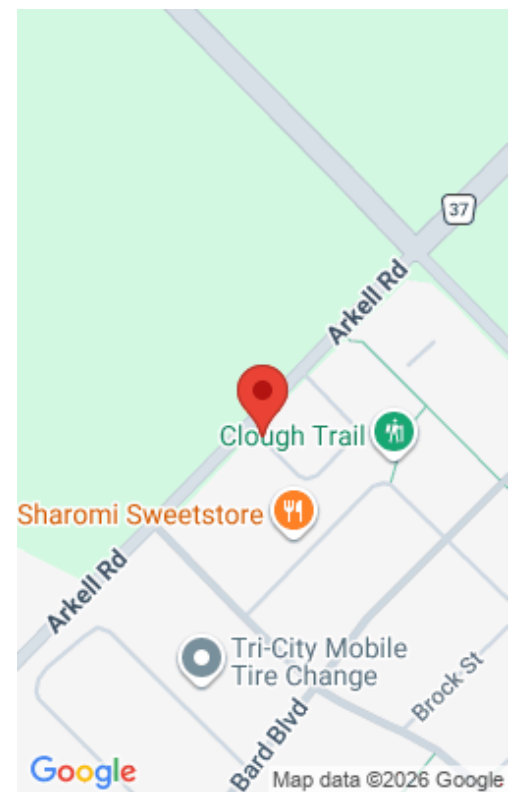 37
Arkell Rd
Clough Trail
Sharomi Sweetstore
Arkell Rd
Tri-City Mobile
Tire Change
Brock St
Bard Blvd
Google
Map data ©2026 Google